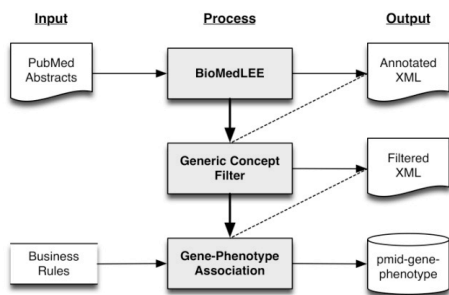 Input
Process
Output
PubMed
Abstracts
BioMedLEE
Annotated
XML
Generic Concept
Filter
Filtered
XML
Business
Rules
Gene-Phenotype
Association
pmid-gene-
phenotype